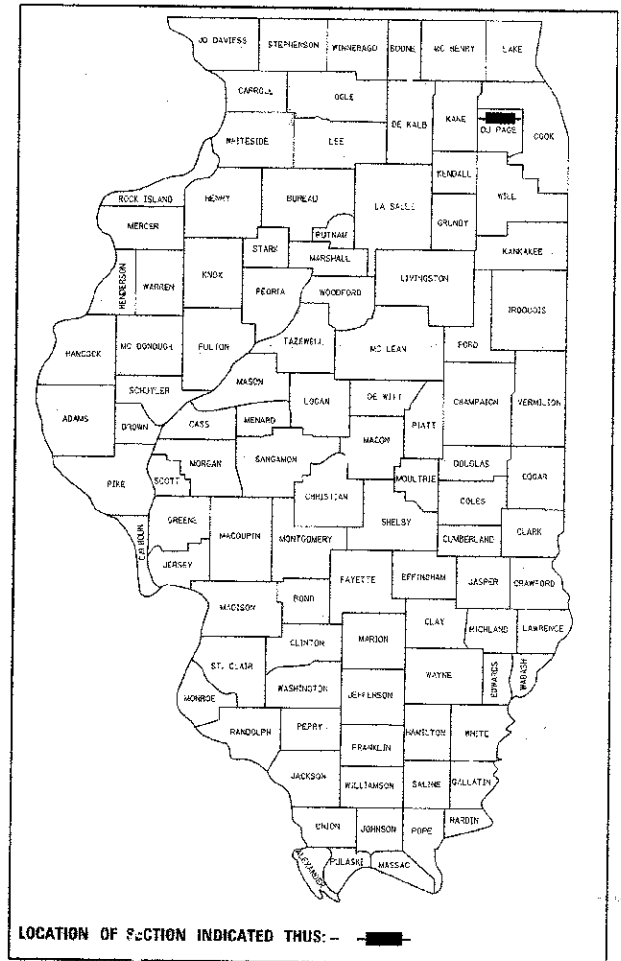 JO DAVIESS STEPHENSON WINNEBAGO BOONE MC HENRY LAKE
CARROLL OGLE DE KALB KANE DU PAGE COOK
WHITESIDE LEE KENDALL WILL
ROCK ISLAND HENRY BUREAU LA SALLE GRUNDY
MERCER PUTNAM KANKAKEE
STARK MARSHALL
HENDERSON WARREN KNOX PEORIA WOODFORD LIVINGSTON IROQUOIS
HANCOCK MC DONOUGH FULTON TAZEWELL MC LEAN FORD
MASON
SCHUYLER LOGAN DE WITT CHAMPAIGN VERMILION
ADAMS BROWN CASS MENARD MACON PIATT
MORGAN SANGAMON DOUGLAS EDGAR
PIKE SCOTT CHRISTIAN MOULTRIE COLES
GREENE MACOUPIN SHELBY
CALHOUN MONTGOMERY CUMBERLAND CLARK
JERSEY
FAYETTE EFFINGHAM JASPER CRAWFORD
MADISON BOND
CLAY RICHLAND LAWRENCE
CLINTON MARION
ST. CLAIR WAYNE EDWARDS WABASH
MONROE WASHINGTON JEFFERSON
RANDOLPH PERRY HAMILTON WHITE
FRANKLIN
JACKSON WILLIAMSON SALINE GALLATIN
HARDIN
UNION JOHNSON POPE
ALEXANDER PULASKI MASSAC
LOCATION OF SECTION INDICATED THUS: -